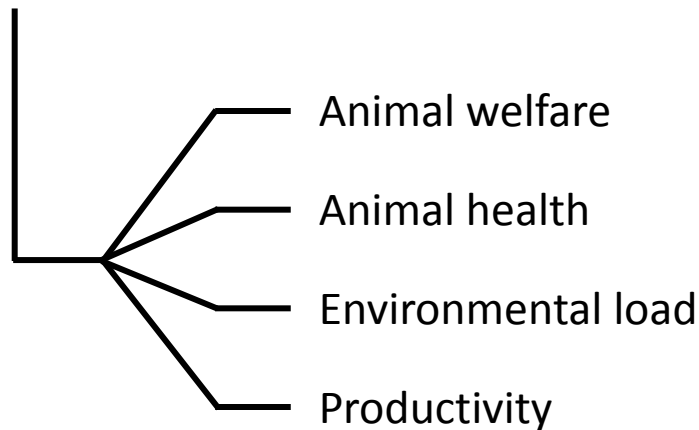 Animal welfare
Animal health
Environmental load
Productivity